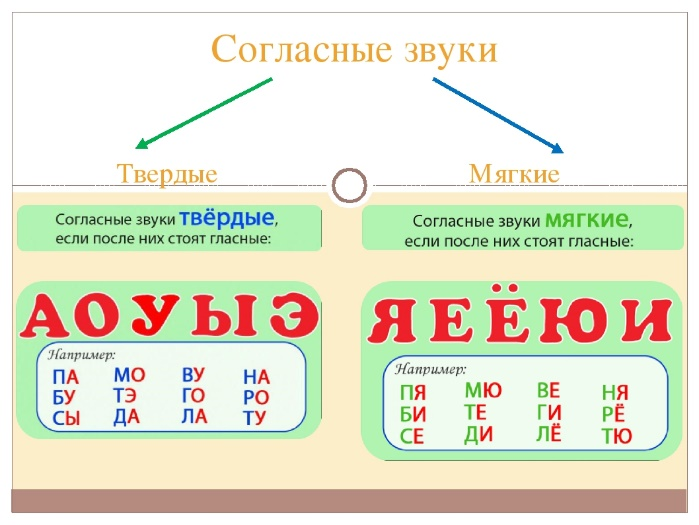 Согласные звуки
Твердые
Мягкие
Согласные звуки твёрдые,
если после них стоят гласные:
А О У Ы Э
Например:
ПА МО ВУ НА
БУ ТЭ ГО РО
СЫ ДА ЛА ТУ
Согласные звуки мягкие,
если после них стоят гласные:
Я Е Ё Ю И
Например:
ПЯ МЮ ВЕ НЯ
БИ ТЕ ГИ РЁ
СЕ ДИ ЛЁ ТЮ